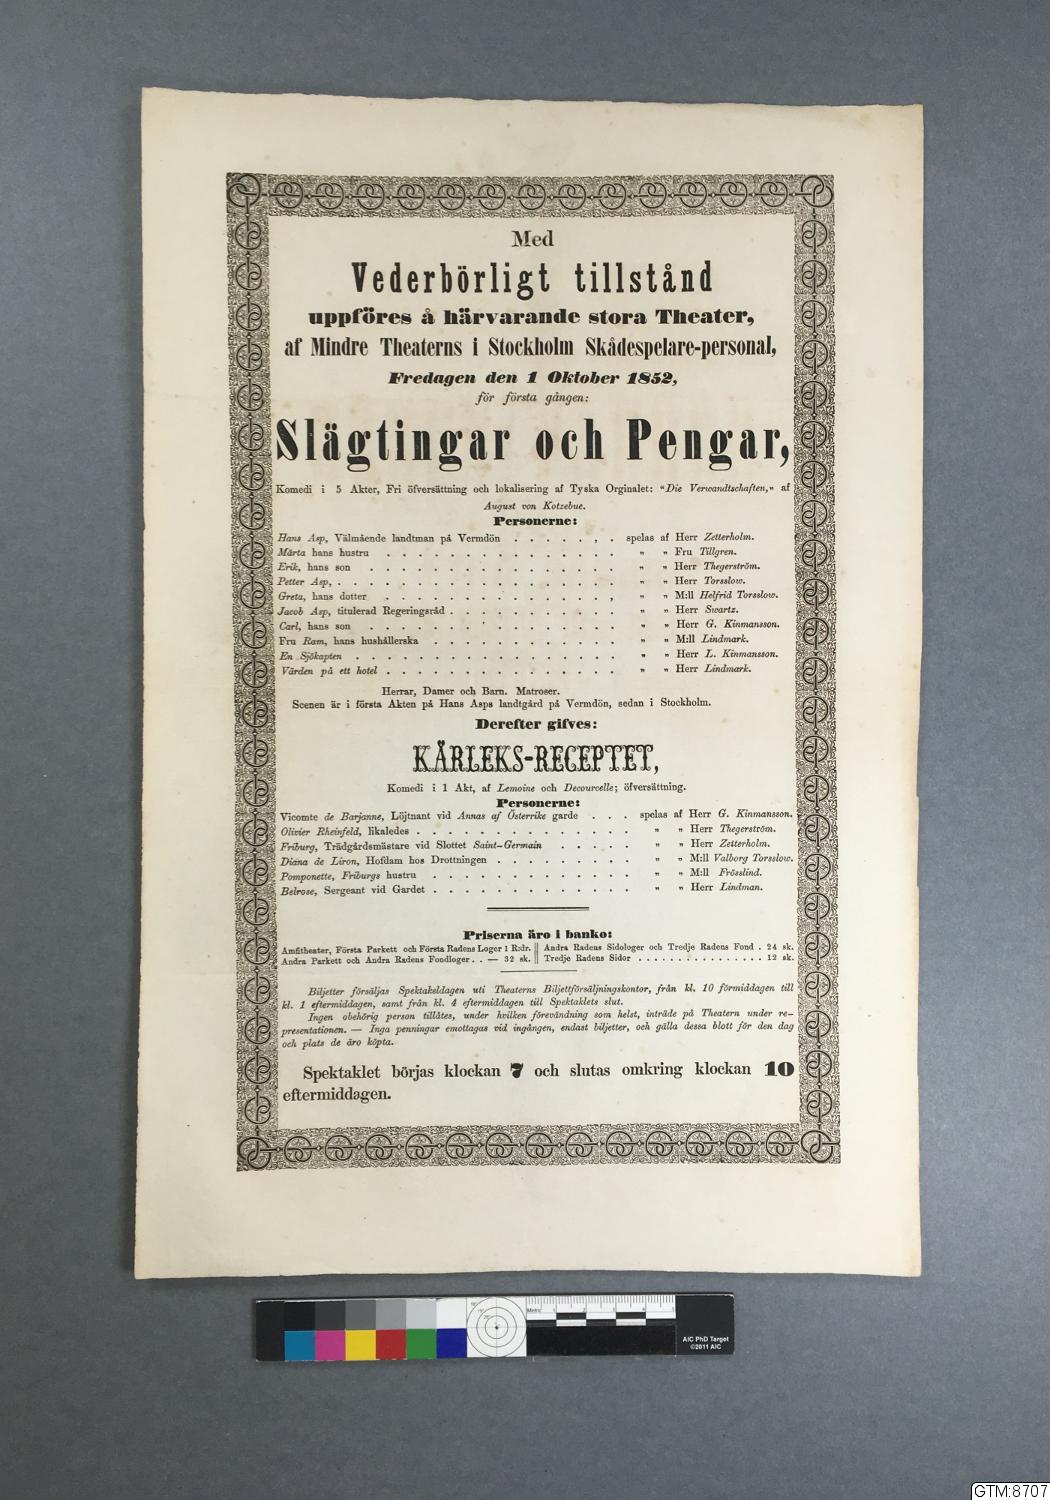 Med
Vederbörligt tillstånd
uppföres å härvarande stora Theater,
af Mindre Theaterns i Stockholm Skådespelare-personal,
Fredagen den 1 Oktober 1852,
för första gången:
Slägtingar och Pengar,
Komedi i 5 Akter, Fri öfversättning och lokalisering af Tyska Orginalet: "Die Verwandtschaften," af
August von Kotzebue.
Personerne:
Hans Asp, Välmående landtman på Vermdön . . . . . , . spelas af Herr Zetterholm.
Märta hans hustru . . . . . . . . . . . . . . . „ „ Fru Tillgren.
Erik, hans son . . . . . . . . . . . . . . . . „ „ Herr Thegerström.
Petter Asp, . . . . . . . . . . . . . . . . . . „ „ Herr Torsslow.
Greta, hans dotter . . . . . . . . . . . . . . , „ „ M:ll Helfrid Torsslow.
Jacob Asp, titulerad Regeringsråd . . . . . . . . . . . „ „ Herr Swartz.
Carl, hans son . . . . . . . . . . . . . . . . „ „ Herr G. Kinmansson.
Fru Ram, hans hushållerska . . . . . . . . . . . . „ „ M:ll Lindmark.
En Sjökapten . . . . . . . . . . . . . . . . . „ „ Herr L. Kinmansson.
Värden på ett hotel . . . . . . . . . . . . . . . „ „ Herr Lindmark.
Herrar, Damer och Barn. Matroser.
Scenen är i första Akten på Hans Asps landtgård på Vermdön, sedan i Stockholm.
Derefter gifves:
KÄRLEKS-RECEPTET,
Komedi i 1 Akt, af Lemoine och Decourcelle; öfversättning.
Personerne:
Vicomte de Barjanne, Löjtnant vid Annas af Österrike garde . . . spelas af Herr G. Kinmansson.
Olivier Rheinfeld, likaledes . . . . . . . . . . . . . . „ „ Herr Thegerström.
Friburg, Trädgårdsmästare vid Slottet Saint-Germain . . . . . „ „ Herr Zetterholm.
Diana de Liron, Hofdam hos Drottningen . . . . . . . . . „ „ M:ll Valborg Torsslow.
Pomponette, Friburgs hustru . . . . . . . . . . . . . „ „ M:ll Frösslind.
Belrose, Sergeant vid Gardet . . . . . . . . . . . . . „ „ Herr Lindman.
Priserna äro i banko:
Amfitheater, Första Parkett och Första Radens Loger 1 R:dr. || Andra Radens Sidologer och Tredje Radens Fond . 24 sk.
Andra Parkett och Andra Radens Fondloger . . — 32 sk. || Tredje Radens Sidor . . . . . . . . . . . . . . . . 12 sk.
Biljetter försäljas Spektakeldagen uti Theaterns Biljettförsäljningskontor, från kl. 10 förmiddagen till
kl. 1 eftermiddagen, samt från kl. 4 eftermiddagen till Spektaklets slut.
Ingen obehörig person tillåtes, under hvilken förevändning som helst, inträde på Theatern under re-
presentationen. — Inga penningar emottagas vid ingången, endast biljetter, och gälla dessa blott för den dag
och plats de äro köpta.
Spektaklet börjas klockan 7 och slutas omkring klockan 10
eftermiddagen.
AIC PhD Target
©2011 AIC
GTM:8707